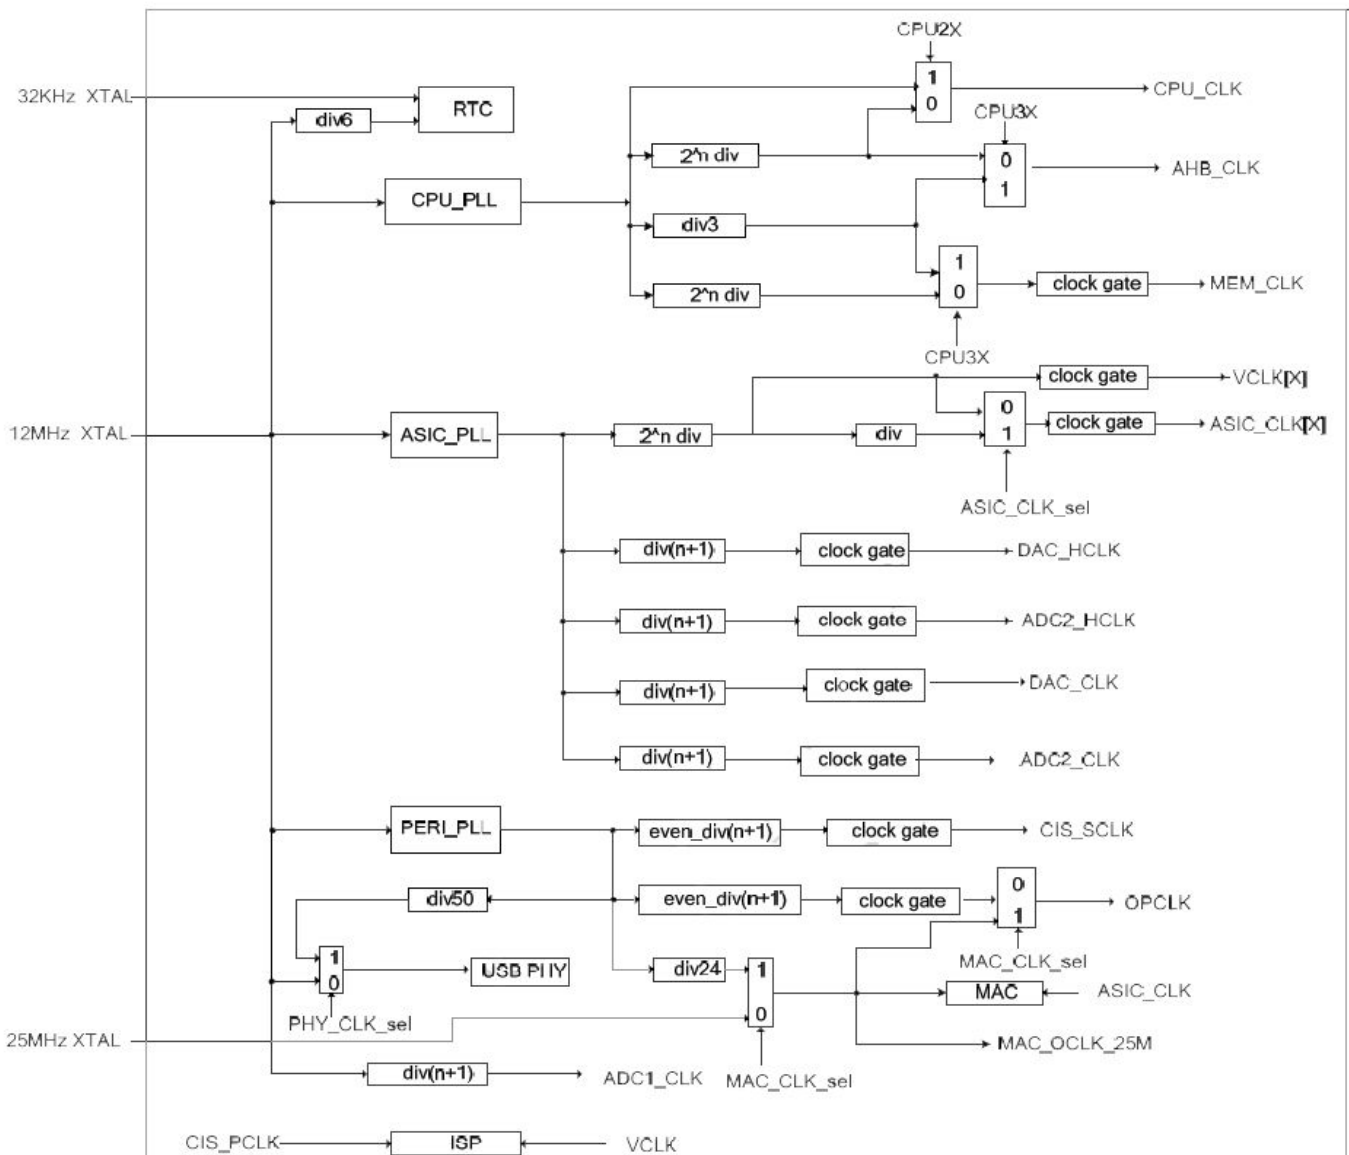 CPU2X
1
0
CPU_CLK
32KHz XTAL
RTC
div6
CPU3X
2^n div
0
1
AHB_CLK
CPU_PLL
div3
1
0
2^n div
clock gate
MEM_CLK
CPU3X
clock gate
VCLK[X]
12MHz XTAL
ASIC_PLL
2^n div
div
0
1
clock gate
ASIC_CLK[X]
ASIC_CLK_sel
div(n+1)
clock gate
DAC_HCLK
div(n+1)
clock gate
ADC2_HCLK
div(n+1)
clock gate
DAC_CLK
div(n+1)
clock gate
ADC2_CLK
PERI_PLL
even_div(n+1)
clock gate
CIS_SCLK
div50
even_div(n+1)
clock gate
0
1
OPCLK
MAC_CLK_sel
1
0
USB PHY
PHY_CLK_sel
div24
1
0
MAC
ASIC_CLK
25MHz XTAL
MAC_OCLK_25M
div(n+1)
ADC1_CLK
MAC_CLK_sel
CIS_PCLK
ISP
VCLK